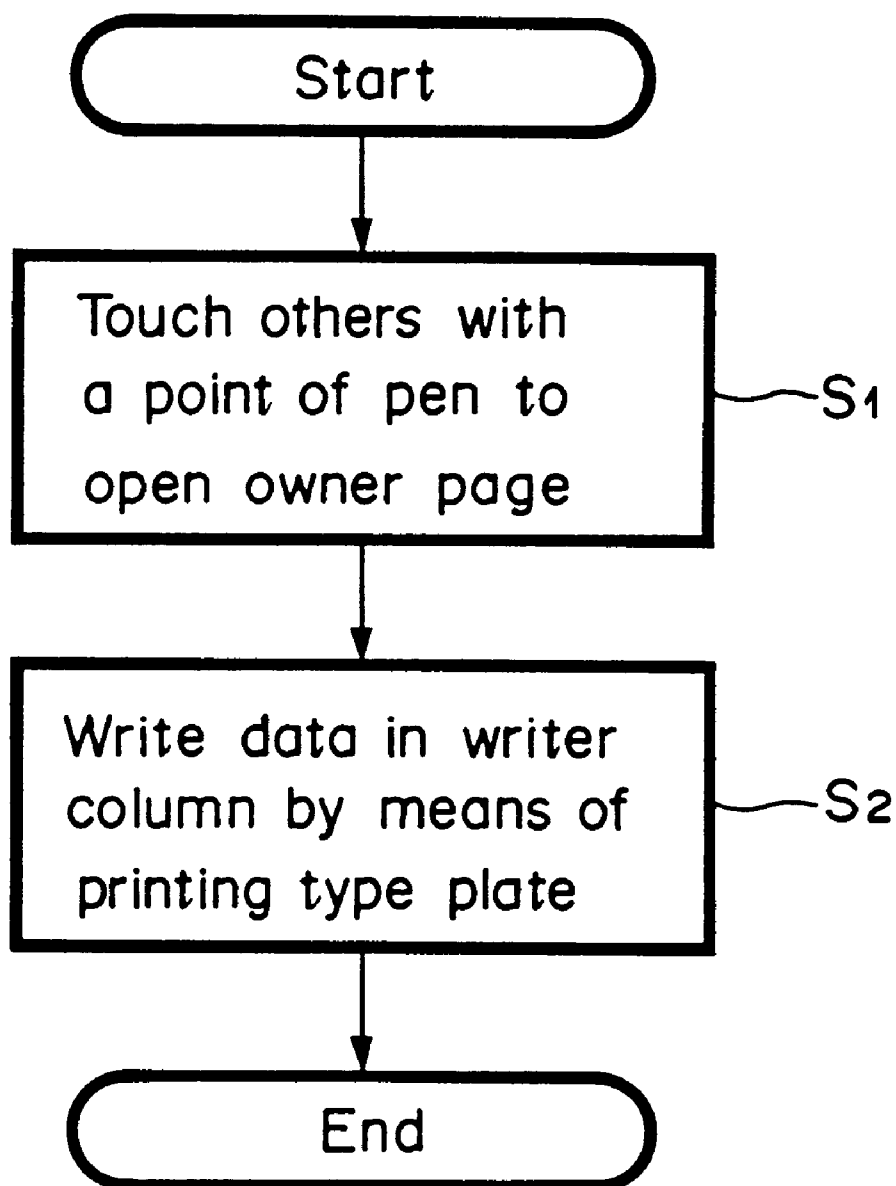 Start
Touch others with
a point of pen to
open owner page
S1
Write data in writer
column by means of
printing type plate
S2
End